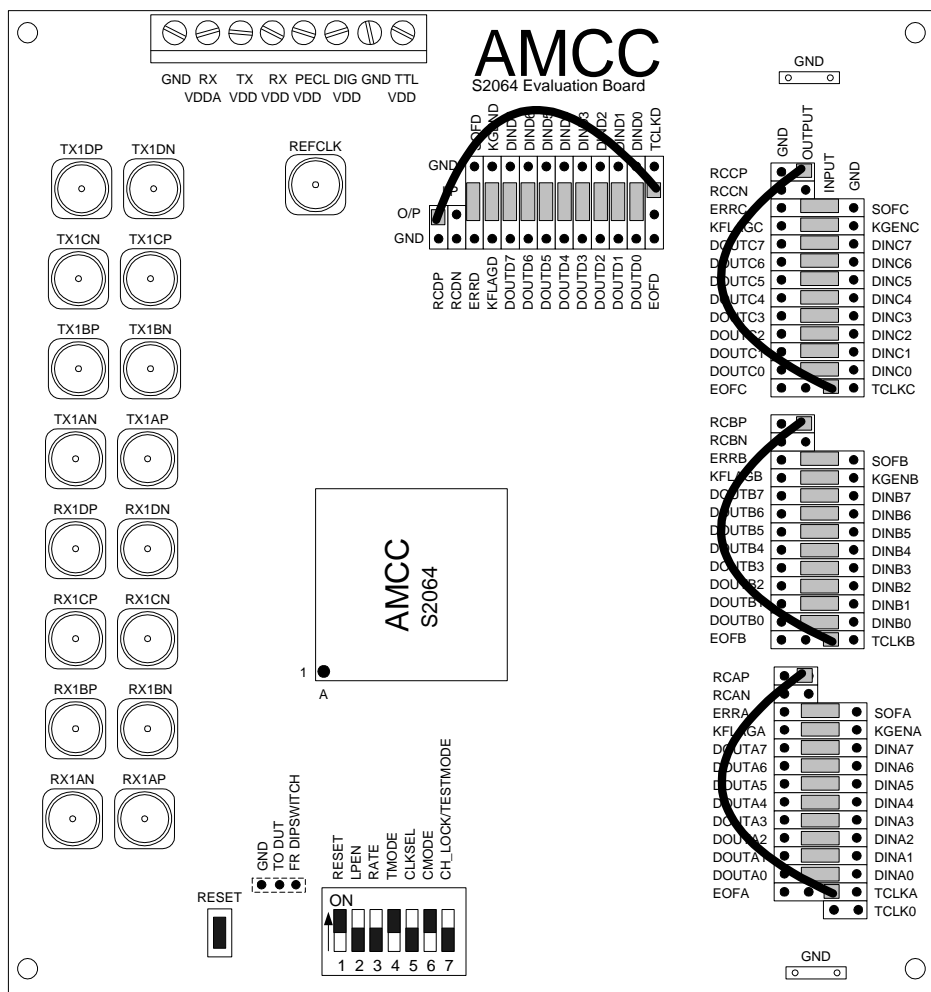 AMCC
S2064 Evaluation Board
GND RX TX RX PECL DIG GND TTL
VDDA VDD VDD VDD VDD VDD
GND
TX1DP TX1DN
REFCLK
TX1CN TX1CP
TX1BP TX1BN
TX1AN TX1AP
RX1DP RX1DN
RX1CP RX1CN
RX1BP RX1BN
RX1AN RX1AP
KGEND
DIND6
DIND3
DIND2
DIND1
DIND0
TCLKD
GND
O/P
GND
RCDP
RCDN
ERRD
KFLAGD
DOUTD7
DOUTD6
DOUTD5
DOUTD4
DOUTD3
DOUTD2
DOUTD1
DOUTD0
EOFD
GND
OUTPUT
INPUT
GND
RCCP
RCCN
ERRC SOFC
KFLAGC KGENC
DOUTC7 DINC7
DOUTC6 DINC6
DOUTC5 DINC5
DOUTC4 DINC4
DOUTC3 DINC3
DOUTC2 DINC2
DOUTC1 DINC1
DOUTC0 DINC0
EOFC TCLKC
RCBP
RCBN
ERRB SOFB
KFLAGB KGENB
DOUTB7 DINB7
DOUTB6 DINB6
DOUTB5 DINB5
DOUTB4 DINB4
DOUTB3 DINB3
DOUTB2 DINB2
DOUTB1 DINB1
DOUTB0 DINB0
EOFB TCLKB
RCAP
RCAN
ERRA SOFA
KFLAGA KGENA
DOUTA7 DINA7
DOUTA6 DINA6
DOUTA5 DINA5
DOUTA4 DINA4
DOUTA3 DINA3
DOUTA2 DINA2
DOUTA1 DINA1
DOUTA0 DINA0
EOFA TCLKA
TCLK0
AMCC
S2064
1
A
GND
TO DUT
FR DIPSWITCH
RESET
LPEN
RATE
TMODE
CLKSEL
CMODE
CH_LOCK/TESTMODE
RESET
ON
1 2 3 4 5 6 7
GND